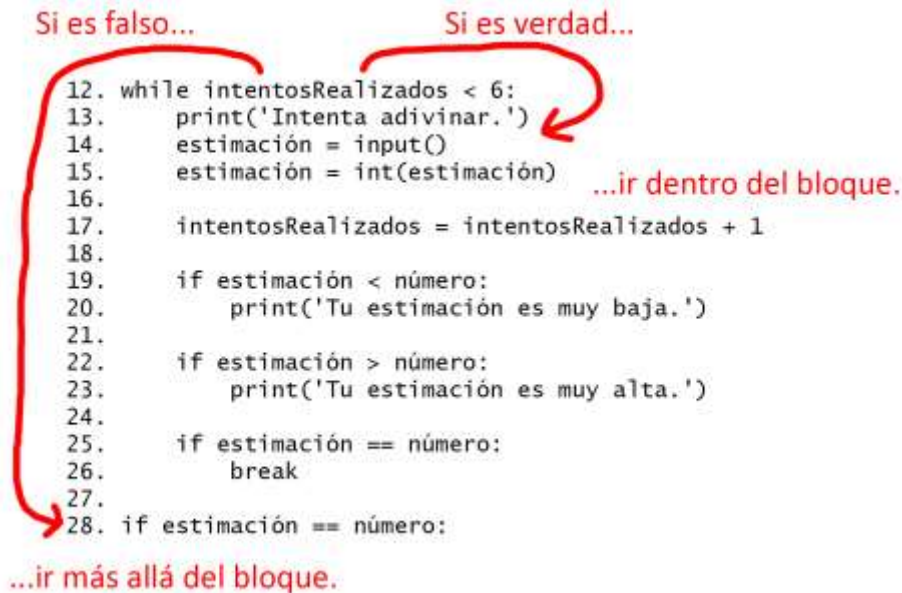 Si es falso...
Si es verdad...
12. while intentosRealizados < 6:
13.     print('Intenta adivinar.')
14.     estimación = input()
15.     estimación = int(estimación)
...ir dentro del bloque.
16.
17.     intentosRealizados = intentosRealizados + 1
18.
19.     if estimación < número:
20.         print('Tu estimación es muy baja.')
21.
22.     if estimación > número:
23.         print('Tu estimación es muy alta.')
24.
25.     if estimación == número:
26.         break
27.
28. if estimación == número:
...ir más allá del bloque.